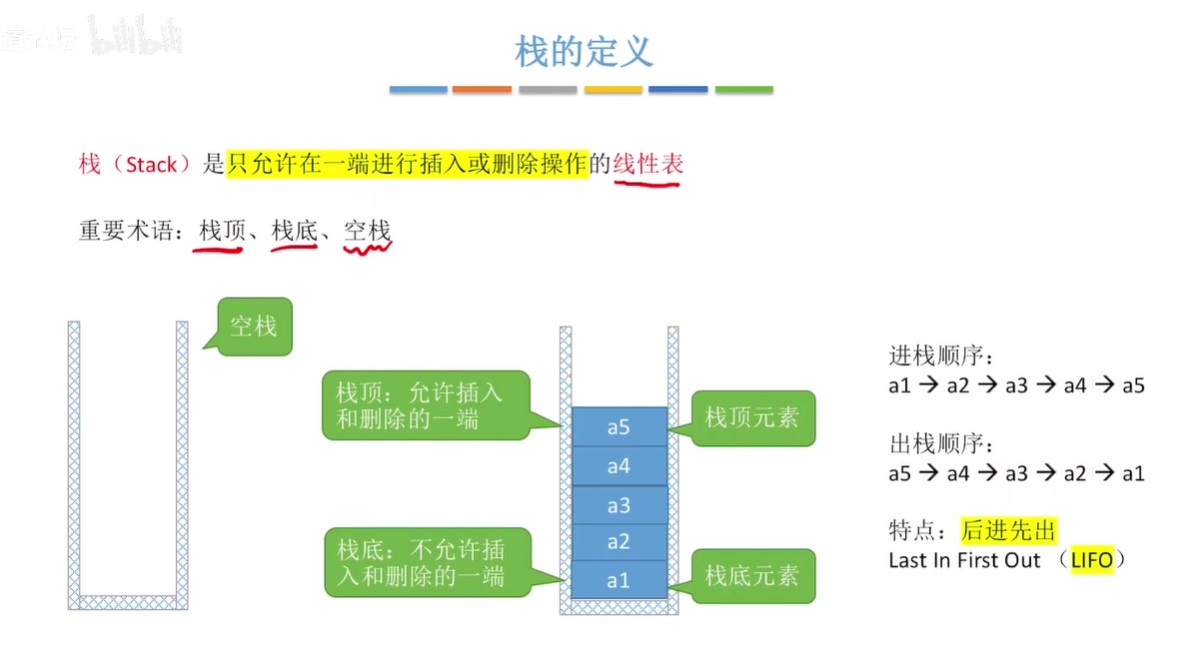 bilibili
栈的定义
栈（Stack）是只允许在一端进行插入或删除操作的线性表
重要术语：栈顶、栈底、空栈
空栈
栈顶：允许插入
和删除的一端
栈底：不允许插
入和删除的一端
a5
a4
a3
a2
a1
栈顶元素
栈底元素
进栈顺序：
a1 → a2 → a3 → a4 → a5
出栈顺序：
a5 → a4 → a3 → a2 → a1
特点：后进先出
Last In First Out （LIFO）